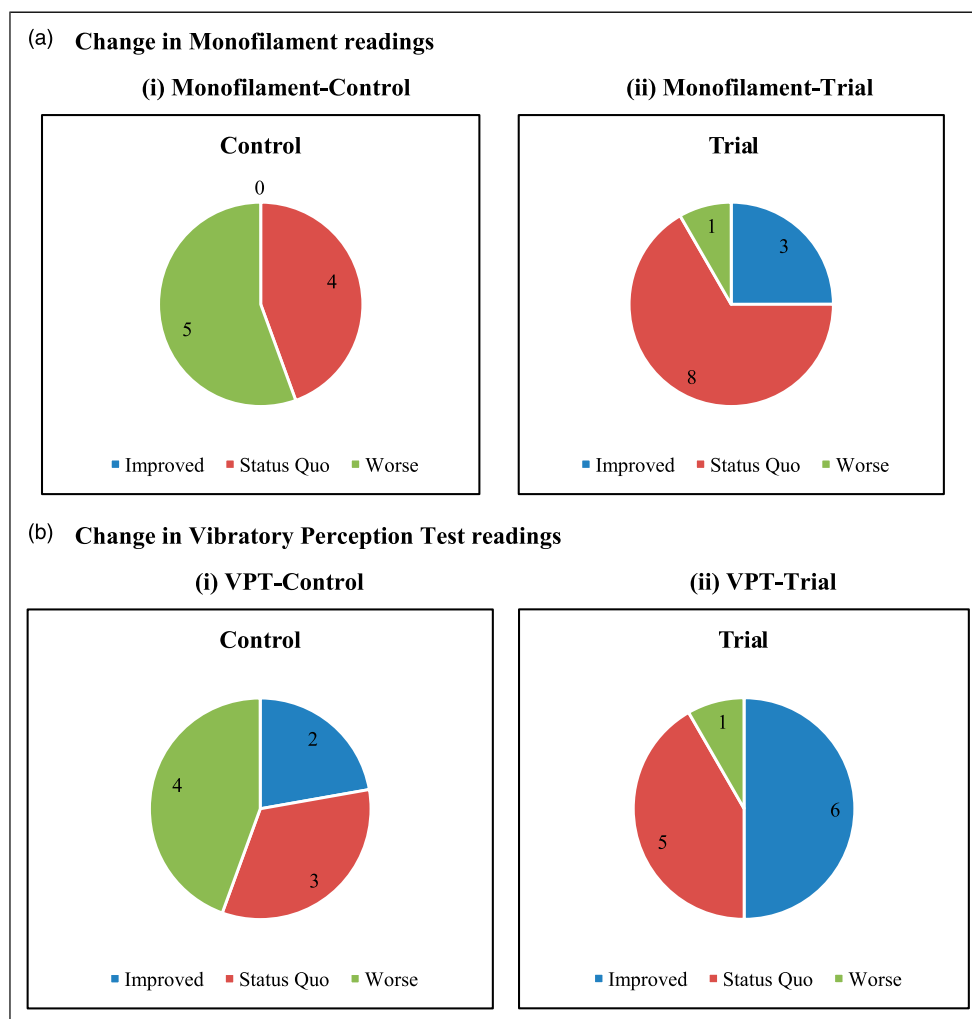 (a) Change in Monofilament readings
(i) Monofilament-Control
(ii) Monofilament-Trial
Control
0
4
5
Improved Status Quo Worse
Trial
1
3
8
Improved Status Quo Worse
(b) Change in Vibratory Perception Test readings
(i) VPT-Control
(ii) VPT-Trial
Control
2
4
3
Improved Status Quo Worse
Trial
1
6
5
Improved Status Quo Worse